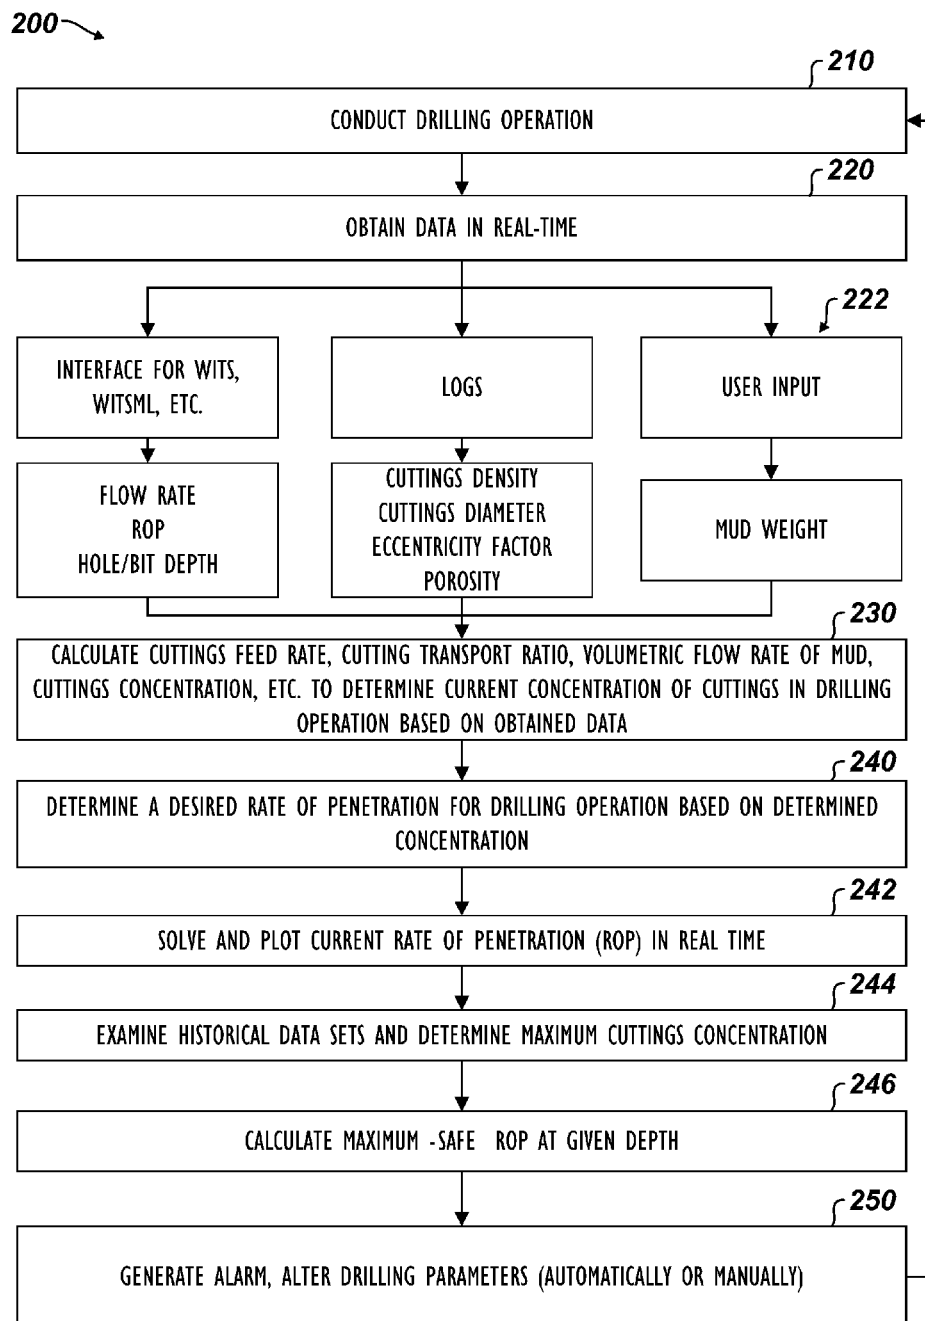 200
210
CONDUCT DRILLING OPERATION
220
OBTAIN DATA IN REAL-TIME
222
INTERFACE FOR WITS,
WITSML, ETC.
LOGS
USER INPUT
FLOW RATE
ROP
HOLE/BIT DEPTH
CUTTINGS DENSITY
CUTTINGS DIAMETER
ECCENTRICITY FACTOR
POROSITY
MUD WEIGHT
230
CALCULATE CUTTINGS FEED RATE, CUTTING TRANSPORT RATIO, VOLUMETRIC FLOW RATE OF MUD,
CUTTINGS CONCENTRATION, ETC. TO DETERMINE CURRENT CONCENTRATION OF CUTTINGS IN DRILLING
OPERATION BASED ON OBTAINED DATA
240
DETERMINE A DESIRED RATE OF PENETRATION FOR DRILLING OPERATION BASED ON DETERMINED
CONCENTRATION
242
SOLVE AND PLOT CURRENT RATE OF PENETRATION (ROP) IN REAL TIME
244
EXAMINE HISTORICAL DATA SETS AND DETERMINE MAXIMUM CUTTINGS CONCENTRATION
246
CALCULATE MAXIMUM -SAFE ROP AT GIVEN DEPTH
250
GENERATE ALARM, ALTER DRILLING PARAMETERS (AUTOMATICALLY OR MANUALLY)